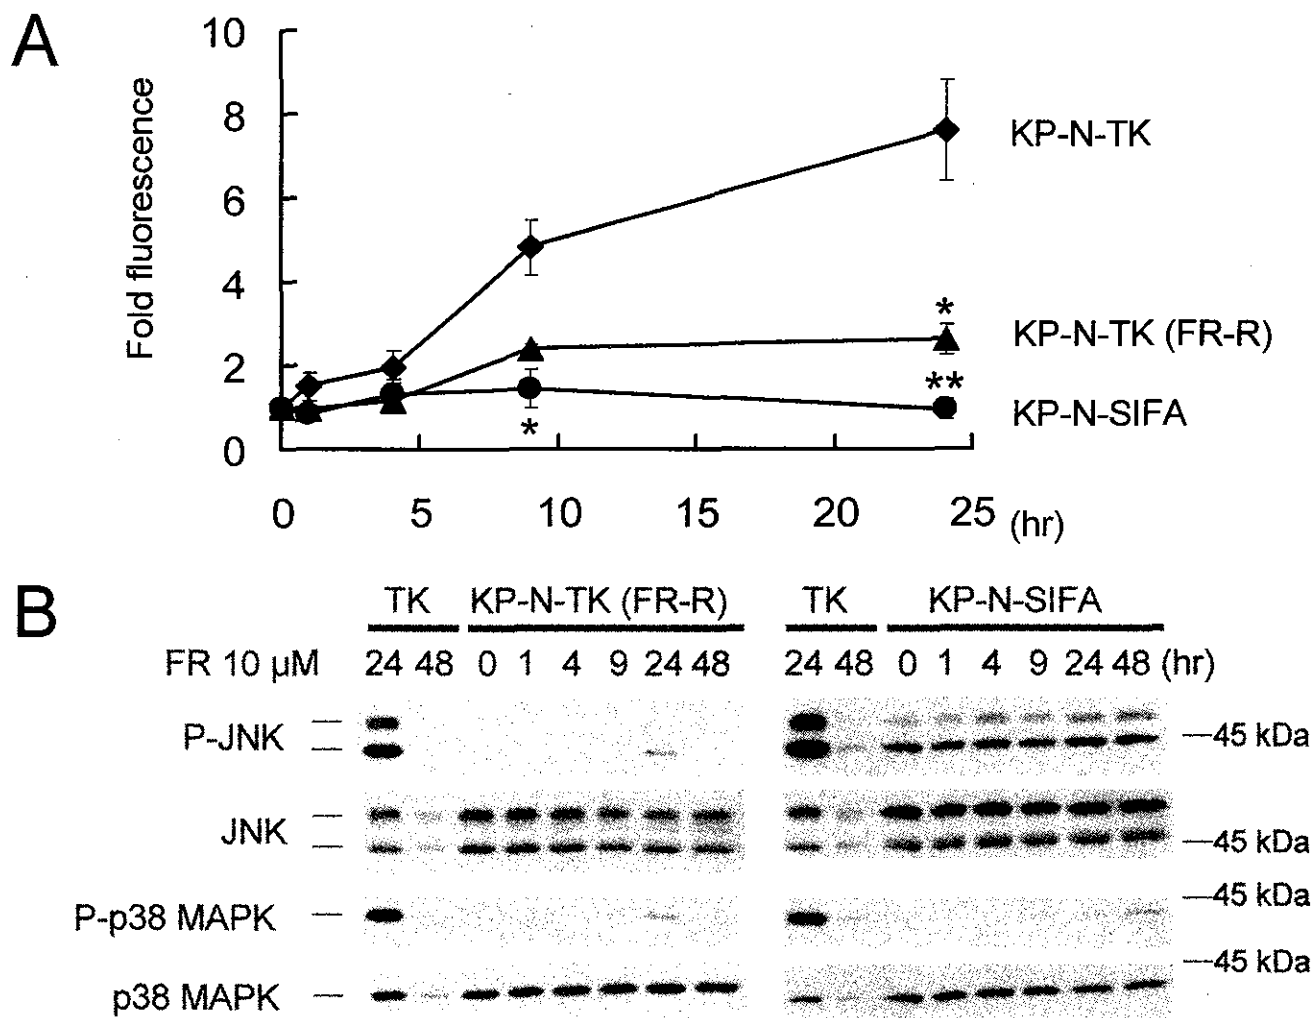 A
Fold fluorescence
10
8
6
4
2
0
KP-N-TK
*
KP-N-TK (FR-R)
**
KP-N-SIFA
*
0 5 10 15 20 25 (hr)
B
TK KP-N-TK (FR-R) TK KP-N-SIFA
FR 10 µM 24 48 0 1 4 9 24 48 24 48 0 1 4 9 24 48 (hr)
P-JNK 45 kDa
JNK 45 kDa
45 kDa
P-p38 MAPK
45 kDa
p38 MAPK